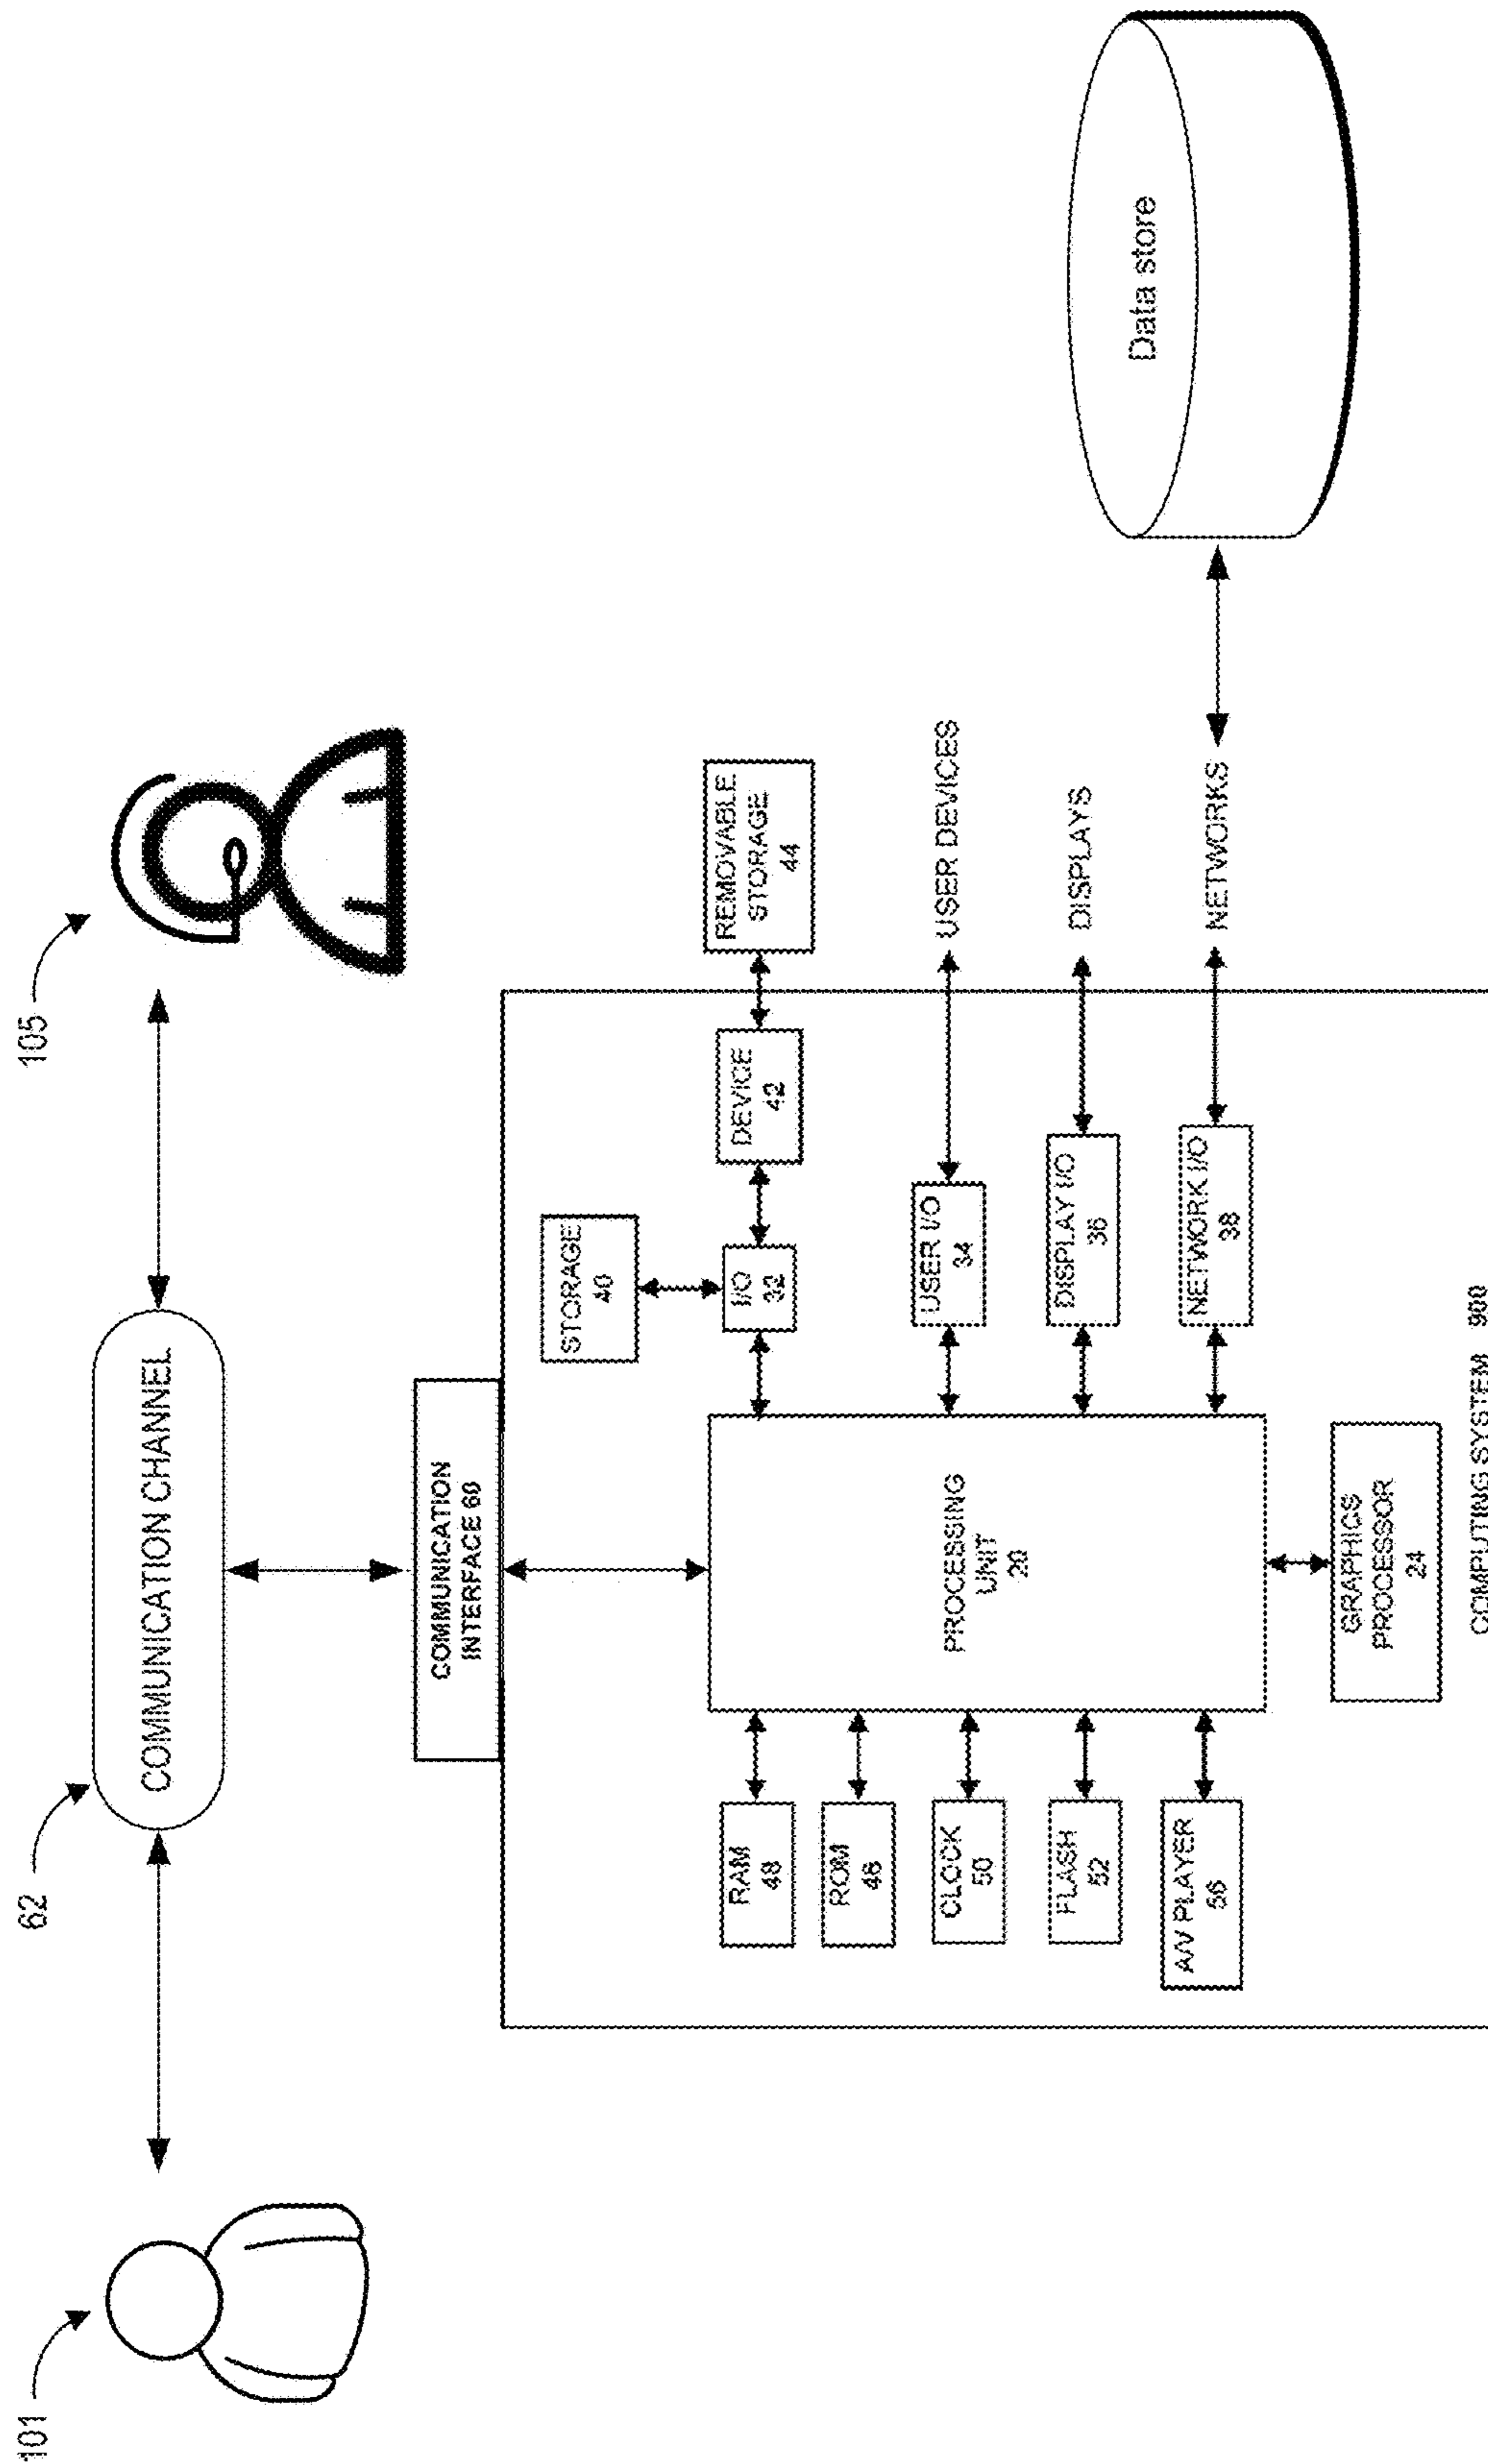 101
62
105
COMMUNICATION CHANNEL
COMMUNICATION
INTERFACE 60
STORAGE
40
RAM
48
I/O
32
DEVICE
42
REMOVABLE
STORAGE
44
ROM
46
PROCESSING
UNIT
20
CLOCK
50
USER I/O
34
USER DEVICES
FLASH
52
DISPLAY I/O
36
DISPLAYS
A/V PLAYER
56
NETWORK I/O
38
NETWORKS
Data store
GRAPHICS
PROCESSOR
24
COMPUTING SYSTEM 900